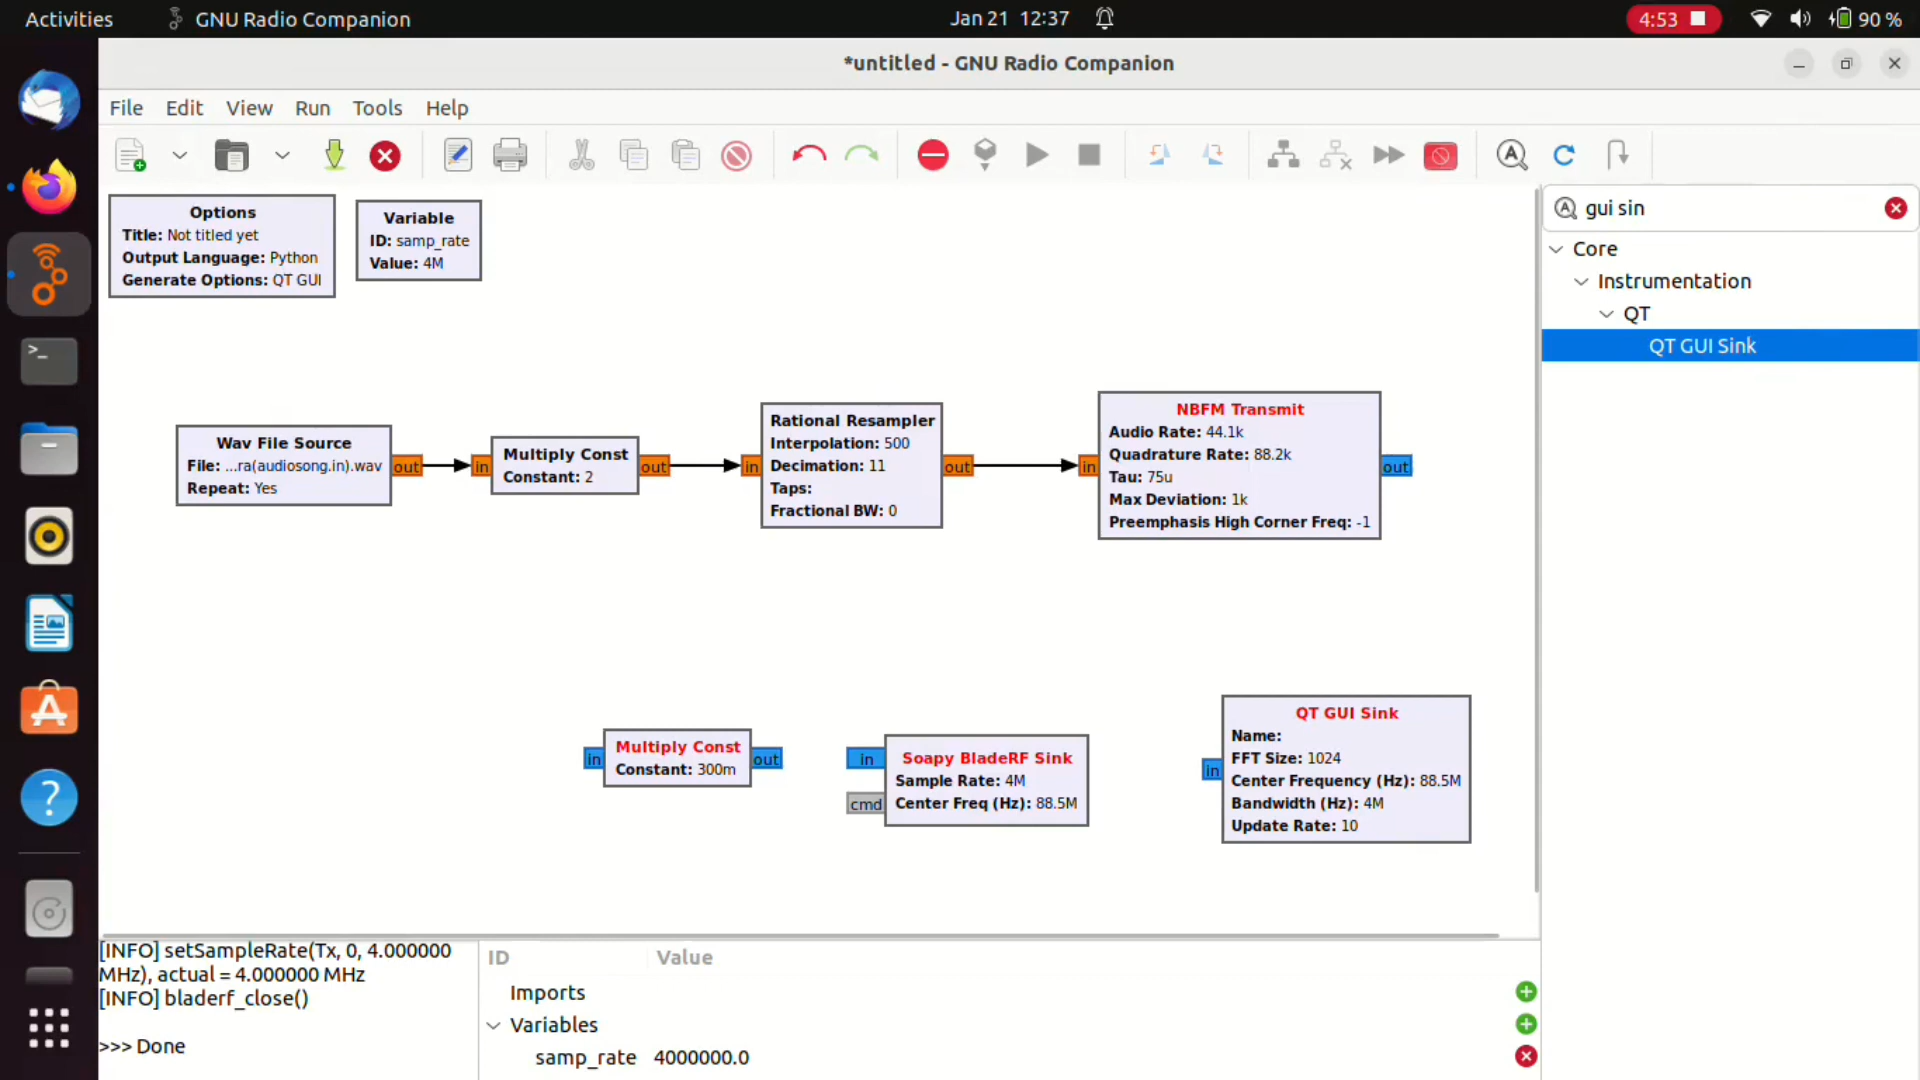 Activities
GNU Radio Companion
Jan 21 12:37
4:53
90 %
*untitled - GNU Radio Companion
File Edit View Run Tools Help
Options
Title: Not titled yet
Output Language: Python
Generate Options: QT GUI
Variable
ID: samp_rate
Value: 4M
gui sin
Core
Instrumentation
QT
QT GUI Sink
Wav File Source
File: ...ra(audiosong.in).wav
Repeat: Yes
out
in
Multiply Const
Constant: 2
out
in
Rational Resampler
Interpolation: 500
Decimation: 11
Taps:
Fractional BW: 0
out
in
NBFM Transmit
Audio Rate: 44.1k
Quadrature Rate: 88.2k
Tau: 75u
Max Deviation: 1k
Preemphasis High Corner Freq: -1
out
in
Multiply Const
Constant: 300m
out
in
cmd
Soapy BladeRF Sink
Sample Rate: 4M
Center Freq (Hz): 88.5M
in
QT GUI Sink
Name:
FFT Size: 1024
Center Frequency (Hz): 88.5M
Bandwidth (Hz): 4M
Update Rate: 10
[INFO] setSampleRate(Tx, 0, 4.000000
MHz), actual = 4.000000 MHz
[INFO] bladerf_close()
>>> Done
ID Value
Imports
Variables
samp_rate 4000000.0